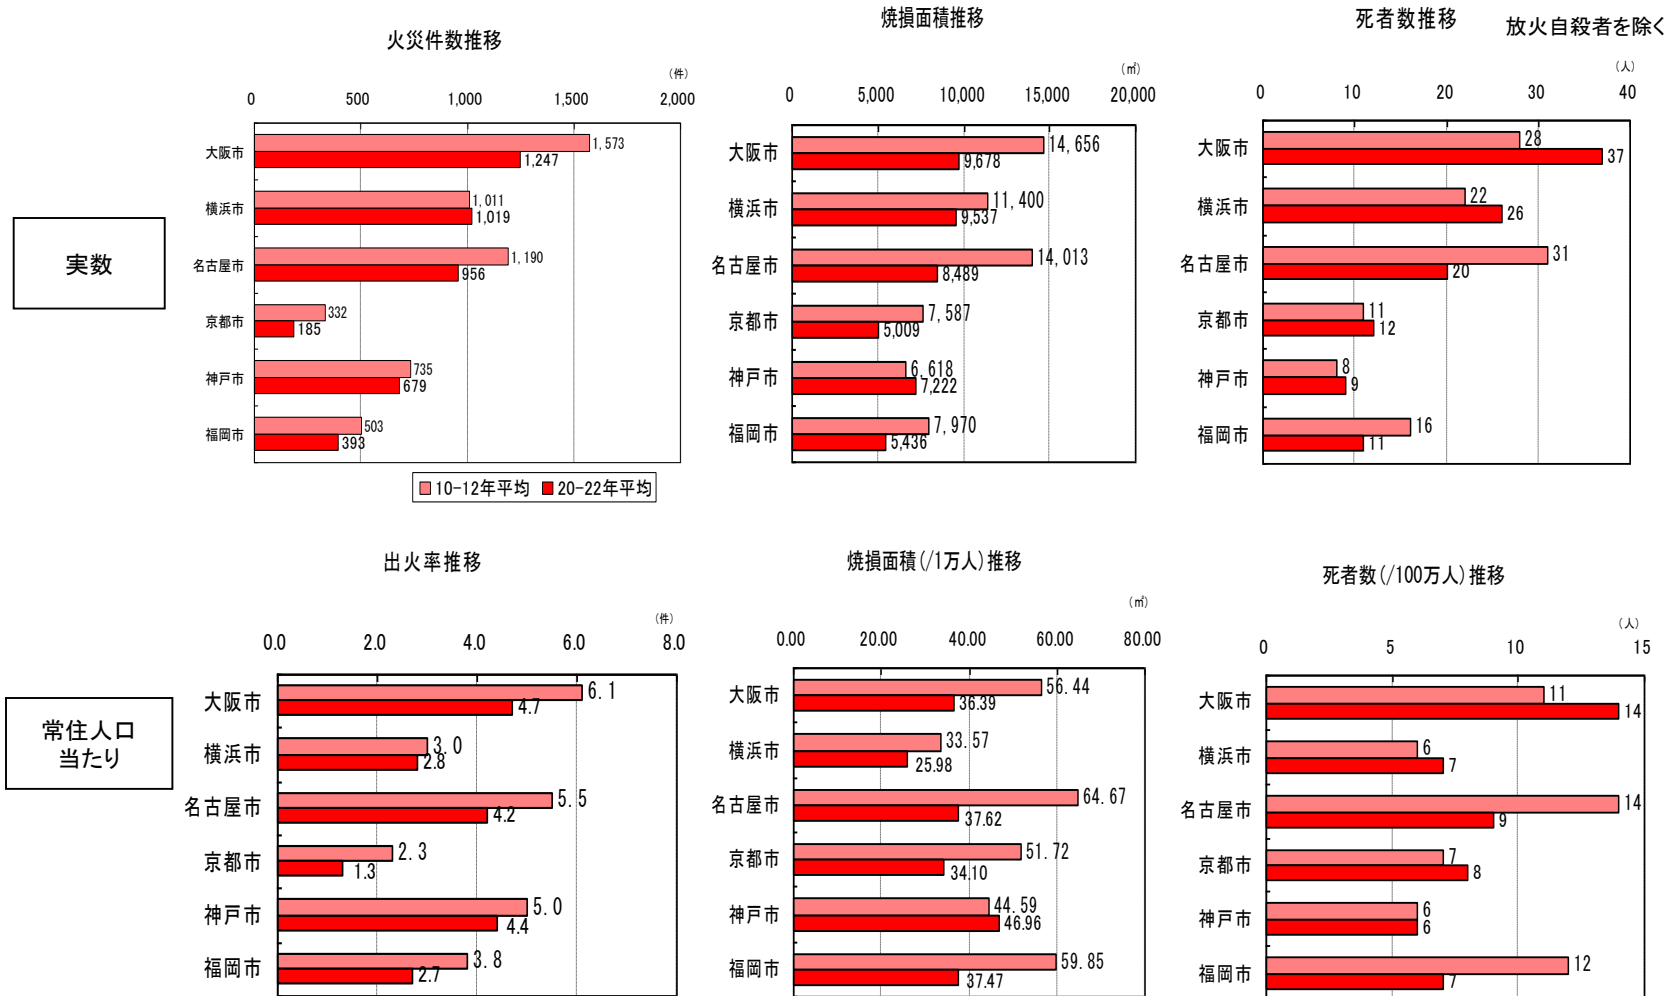 火災件数推移
(件)
0 500 1,000 1,500 2,000
大阪市 1,573
1,247
横浜市 1,011
1,019
名古屋市 1,190
956
京都市 332
185
神戸市 735
679
福岡市 503
393
10-12年平均 20-22年平均
焼損面積推移
(㎡)
0 5,000 10,000 15,000 20,000
大阪市 14,656
9,678
横浜市 11,400
9,537
名古屋市 14,013
8,489
京都市 7,587
5,009
神戸市 6,618
7,222
福岡市 7,970
5,436
死者数推移 放火自殺者を除く
(人)
0 10 20 30 40
大阪市 28
37
横浜市 22
26
名古屋市 31
20
京都市 11
12
神戸市 8
9
福岡市 16
11
実数
出火率推移
(件)
0.0 2.0 4.0 6.0 8.0
大阪市 6.1
4.7
横浜市 3.0
2.8
名古屋市 5.5
4.2
京都市 2.3
1.3
神戸市 5.0
4.4
福岡市 3.8
2.7
焼損面積(/1万人)推移
(㎡)
0.00 20.00 40.00 60.00 80.00
大阪市 56.44
36.39
横浜市 33.57
25.98
名古屋市 64.67
37.62
京都市 51.72
34.10
神戸市 44.59
46.96
福岡市 59.85
37.47
死者数(/100万人)推移
(人)
0 5 10 15
大阪市 11
14
横浜市 6
7
名古屋市 14
9
京都市 7
8
神戸市 6
6
福岡市 12
7
常住人口
当たり